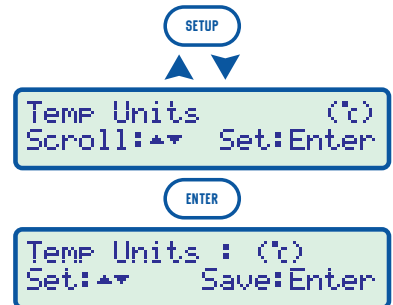 SETUP
Temp Units (°c)
Scroll:▲▼ Set:Enter
ENTER
Temp Units : (°c)
Set:▲▼ Save:Enter